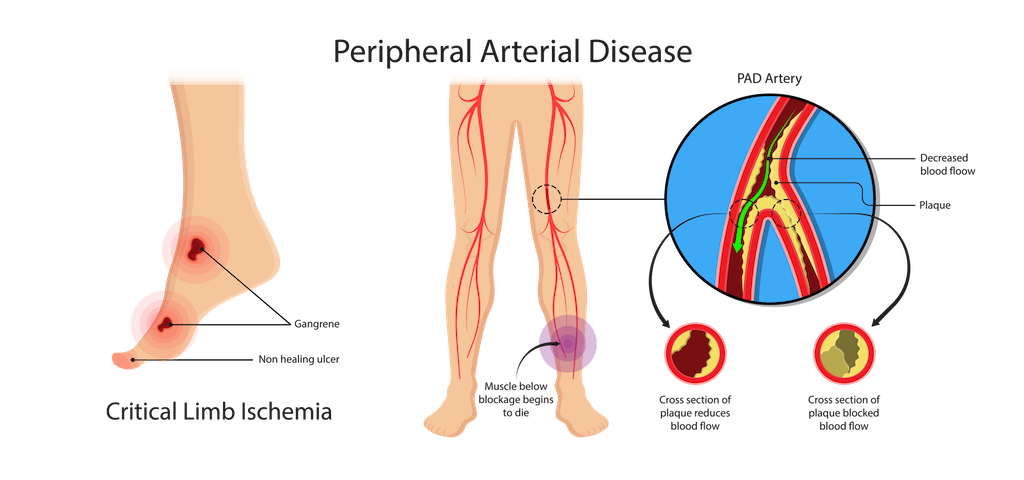 Peripheral Arterial Disease
PAD Artery
Decreased
blood floow
Plaque
Gangrene
Non healing ulcer
Critical Limb Ischemia
Muscle below
blockage begins
to die
Cross section of
plaque reduces
blood flow
Cross section of
plaque blocked
blood flow